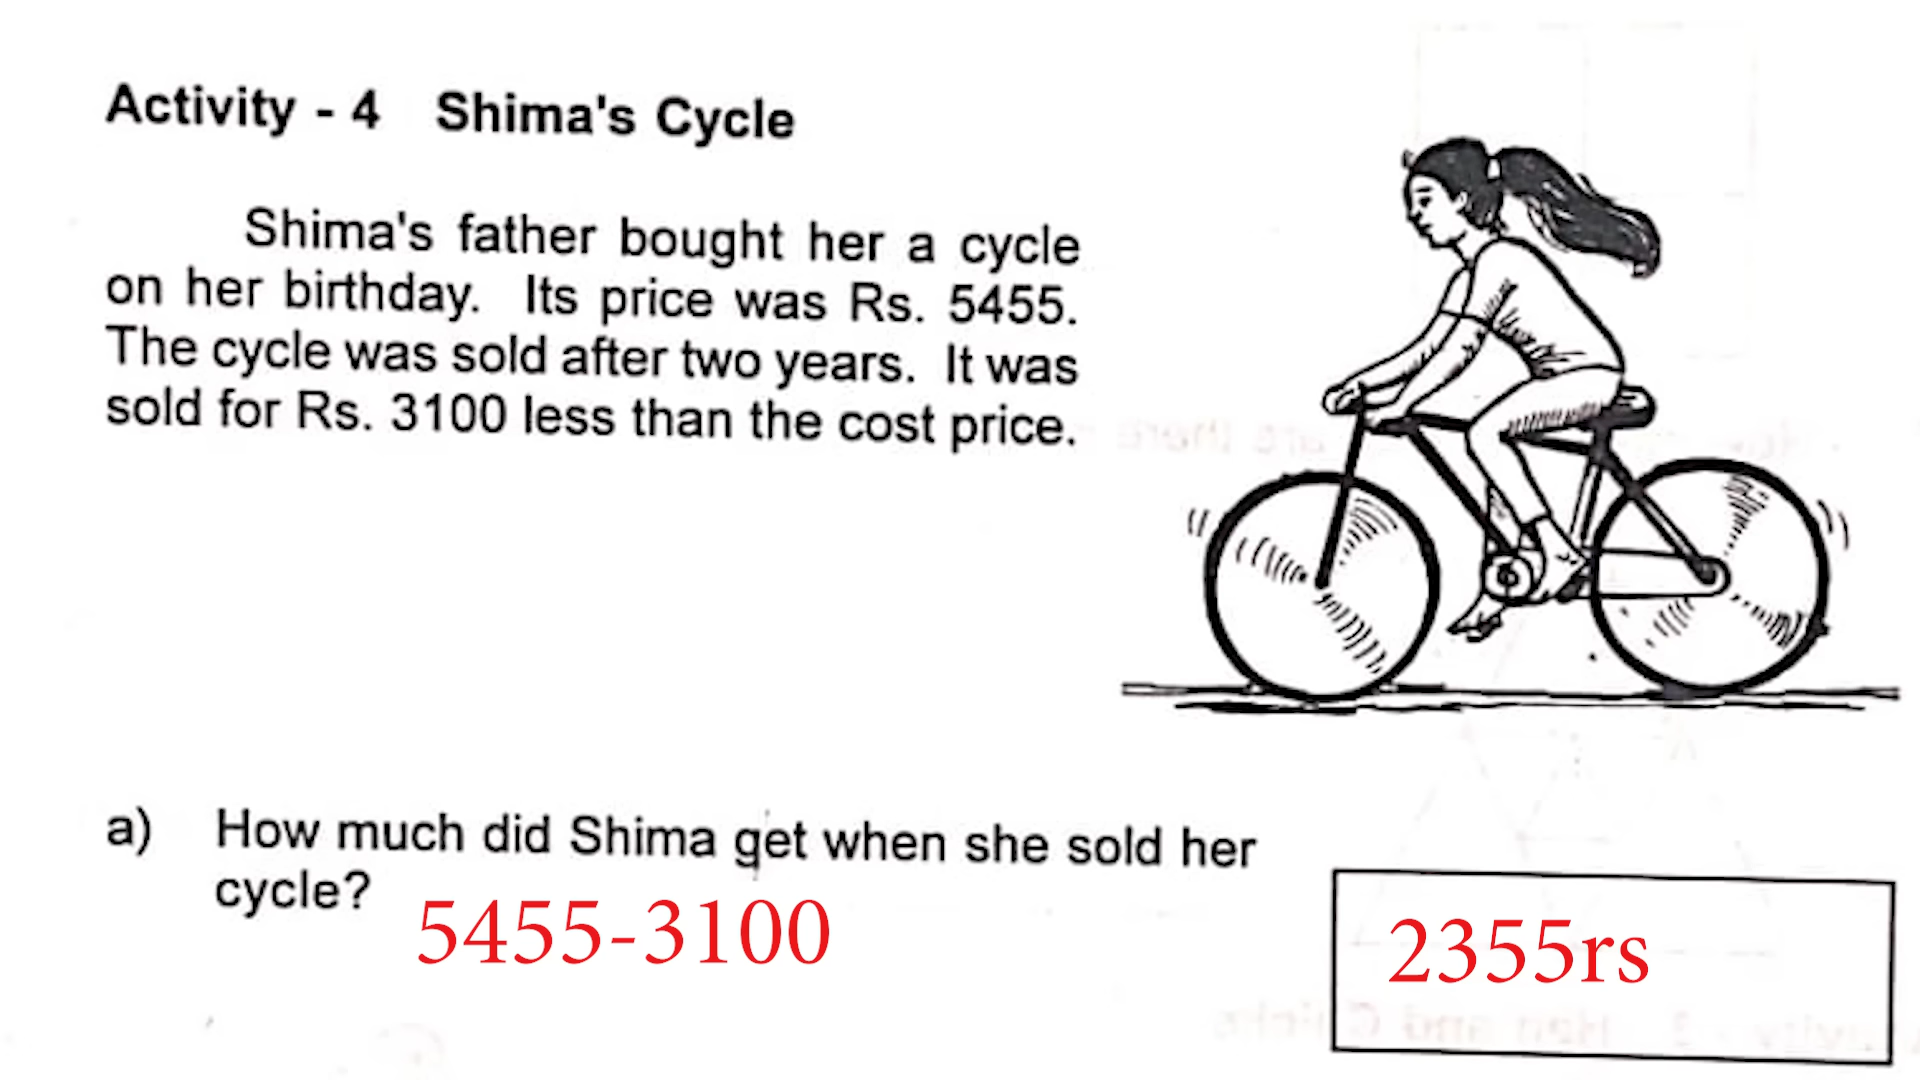 Activity - 4 Shima's Cycle
Shima's father bought her a cycle
on her birthday. Its price was Rs. 5455.
The cycle was sold after two years. It was
sold for Rs. 3100 less than the cost price.
a) How much did Shima get when she sold her
cycle?
5455-3100
2355rs